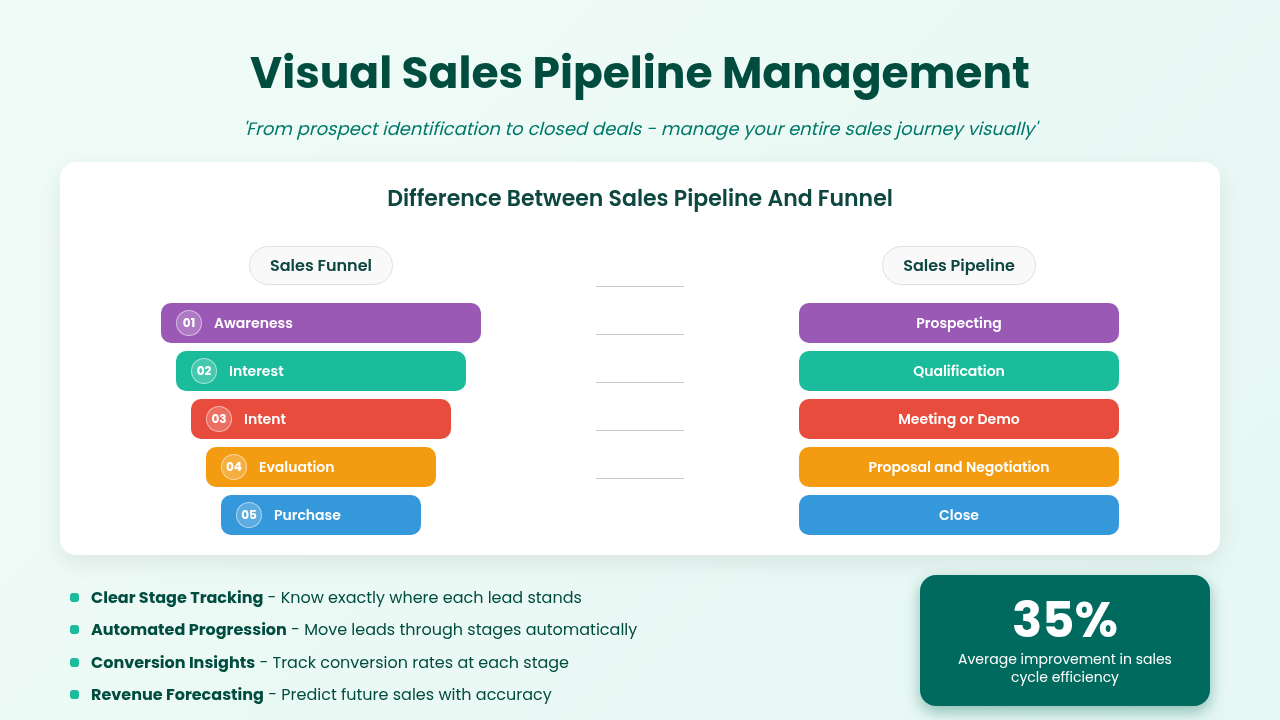 Visual Sales Pipeline Management
'From prospect identification to closed deals - manage your entire sales journey visually'
Difference Between Sales Pipeline And Funnel
Sales Funnel
01 Awareness
02 Interest
03 Intent
04 Evaluation
05 Purchase
Sales Pipeline
Prospecting
Qualification
Meeting or Demo
Proposal and Negotiation
Close
Clear Stage Tracking - Know exactly where each lead stands
Automated Progression - Move leads through stages automatically
Conversion Insights - Track conversion rates at each stage
Revenue Forecasting - Predict future sales with accuracy
35%
Average improvement in sales
cycle efficiency